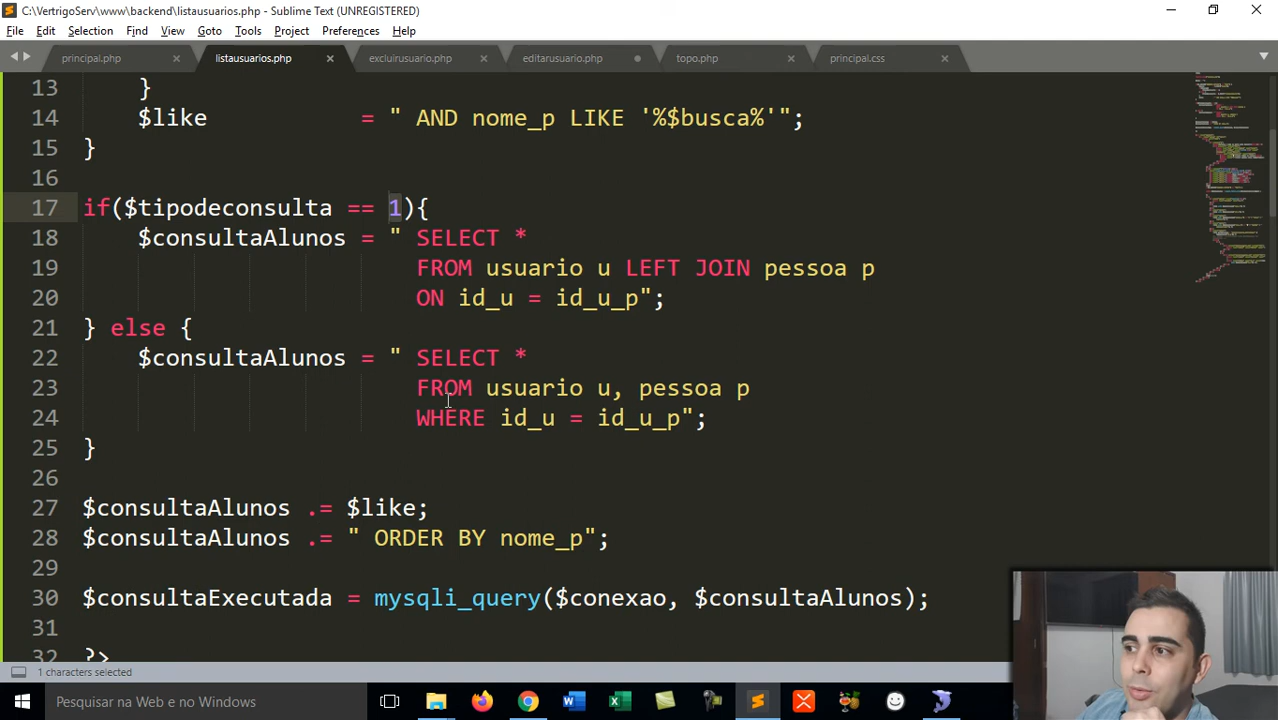 C:\VertrigoServ\www\backend\listausuarios.php - Sublime Text (UNREGISTERED)
File Edit Selection Find View Goto Tools Project Preferences Help
principal.php listausuarios.php excluirusuario.php editarusuario.php topo.php principal.css
13 }
14 $like = " AND nome_p LIKE '%$busca%'";
15 }
16
17 if($tipodeconsulta == 1){
18 $consultaAlunos = " SELECT *
19 FROM usuario u LEFT JOIN pessoa p
20 ON id_u = id_u_p";
21 } else {
22 $consultaAlunos = " SELECT *
23 FROM usuario u, pessoa p
24 WHERE id_u = id_u_p";
25 }
26
27 $consultaAlunos .= $like;
28 $consultaAlunos .= " ORDER BY nome_p";
29
30 $consultaExecutada = mysqli_query($conexao, $consultaAlunos);
31
32 ?>
1 characters selected
Pesquisar na Web e no Windows